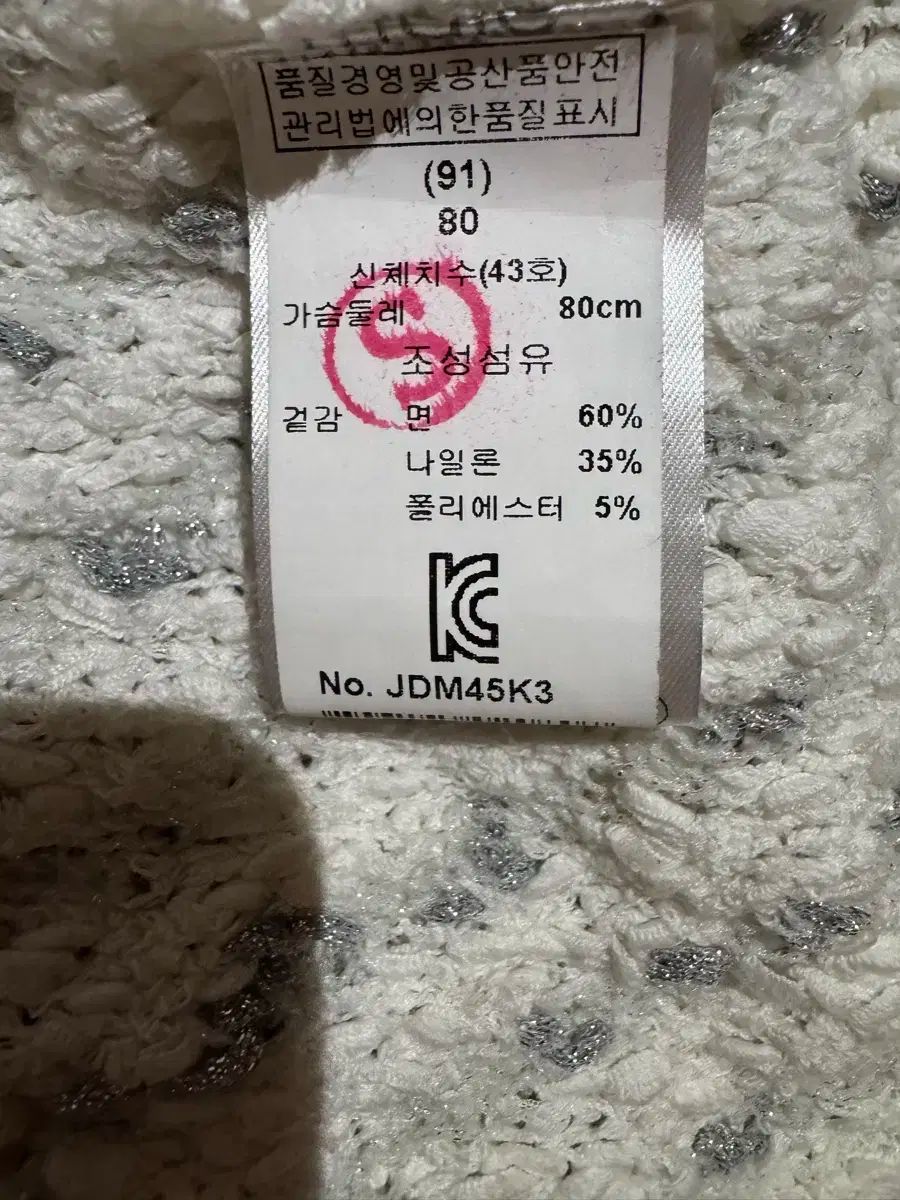 품질경영및공산품안전
관리법에의한품질표시
(91)
80
신체치수(43호)
가슴둘레 80cm
조성섬유
겉감 면 60%
나일론 35%
폴리에스터 5%
KC
No. JDM45K3